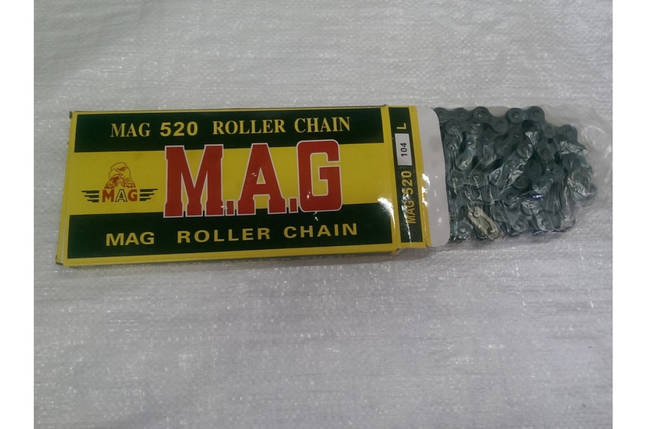 MAG 520 ROLLER CHAIN
M.A.G
MAG
MAG ROLLER CHAIN
MAG-520 104 L